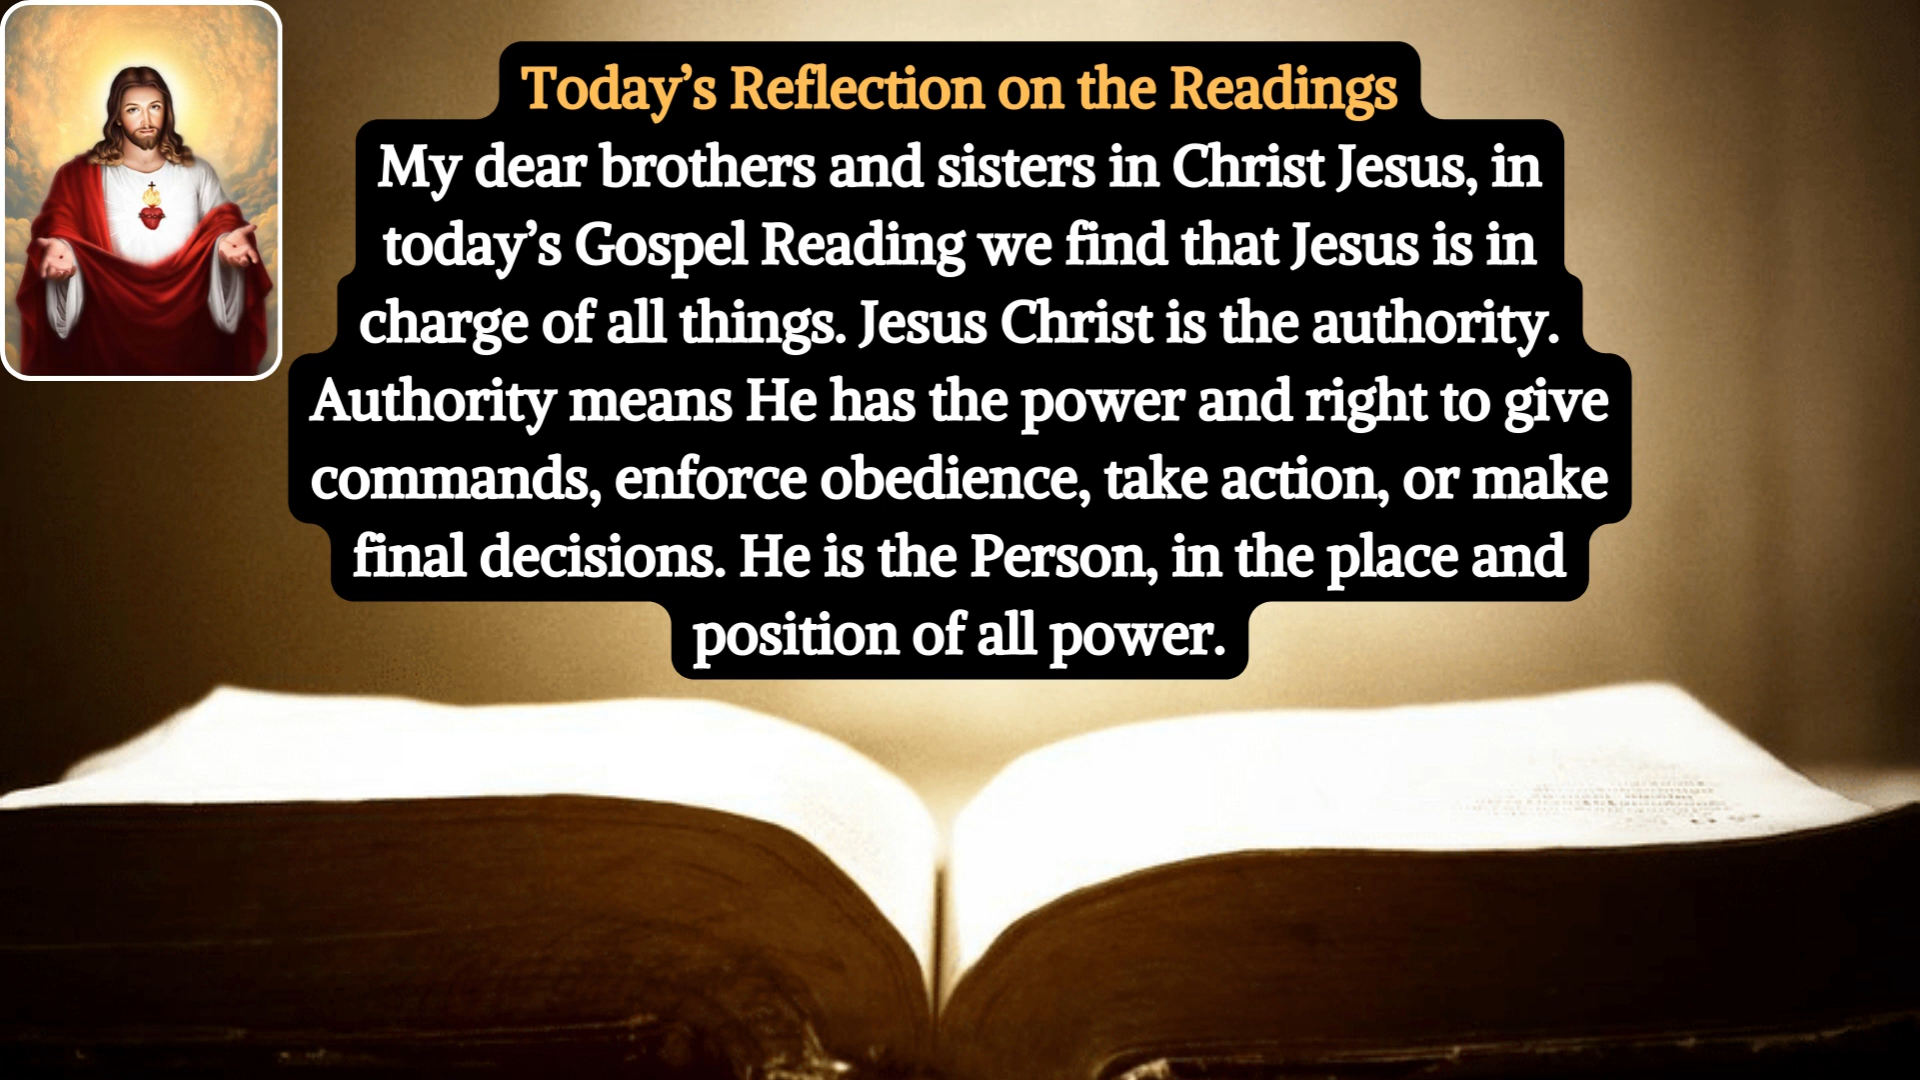 Today’s Reflection on the Readings
My dear brothers and sisters in Christ Jesus, in
today’s Gospel Reading we find that Jesus is in
charge of all things. Jesus Christ is the authority.
Authority means He has the power and right to give
commands, enforce obedience, take action, or make
final decisions. He is the Person, in the place and
position of all power.